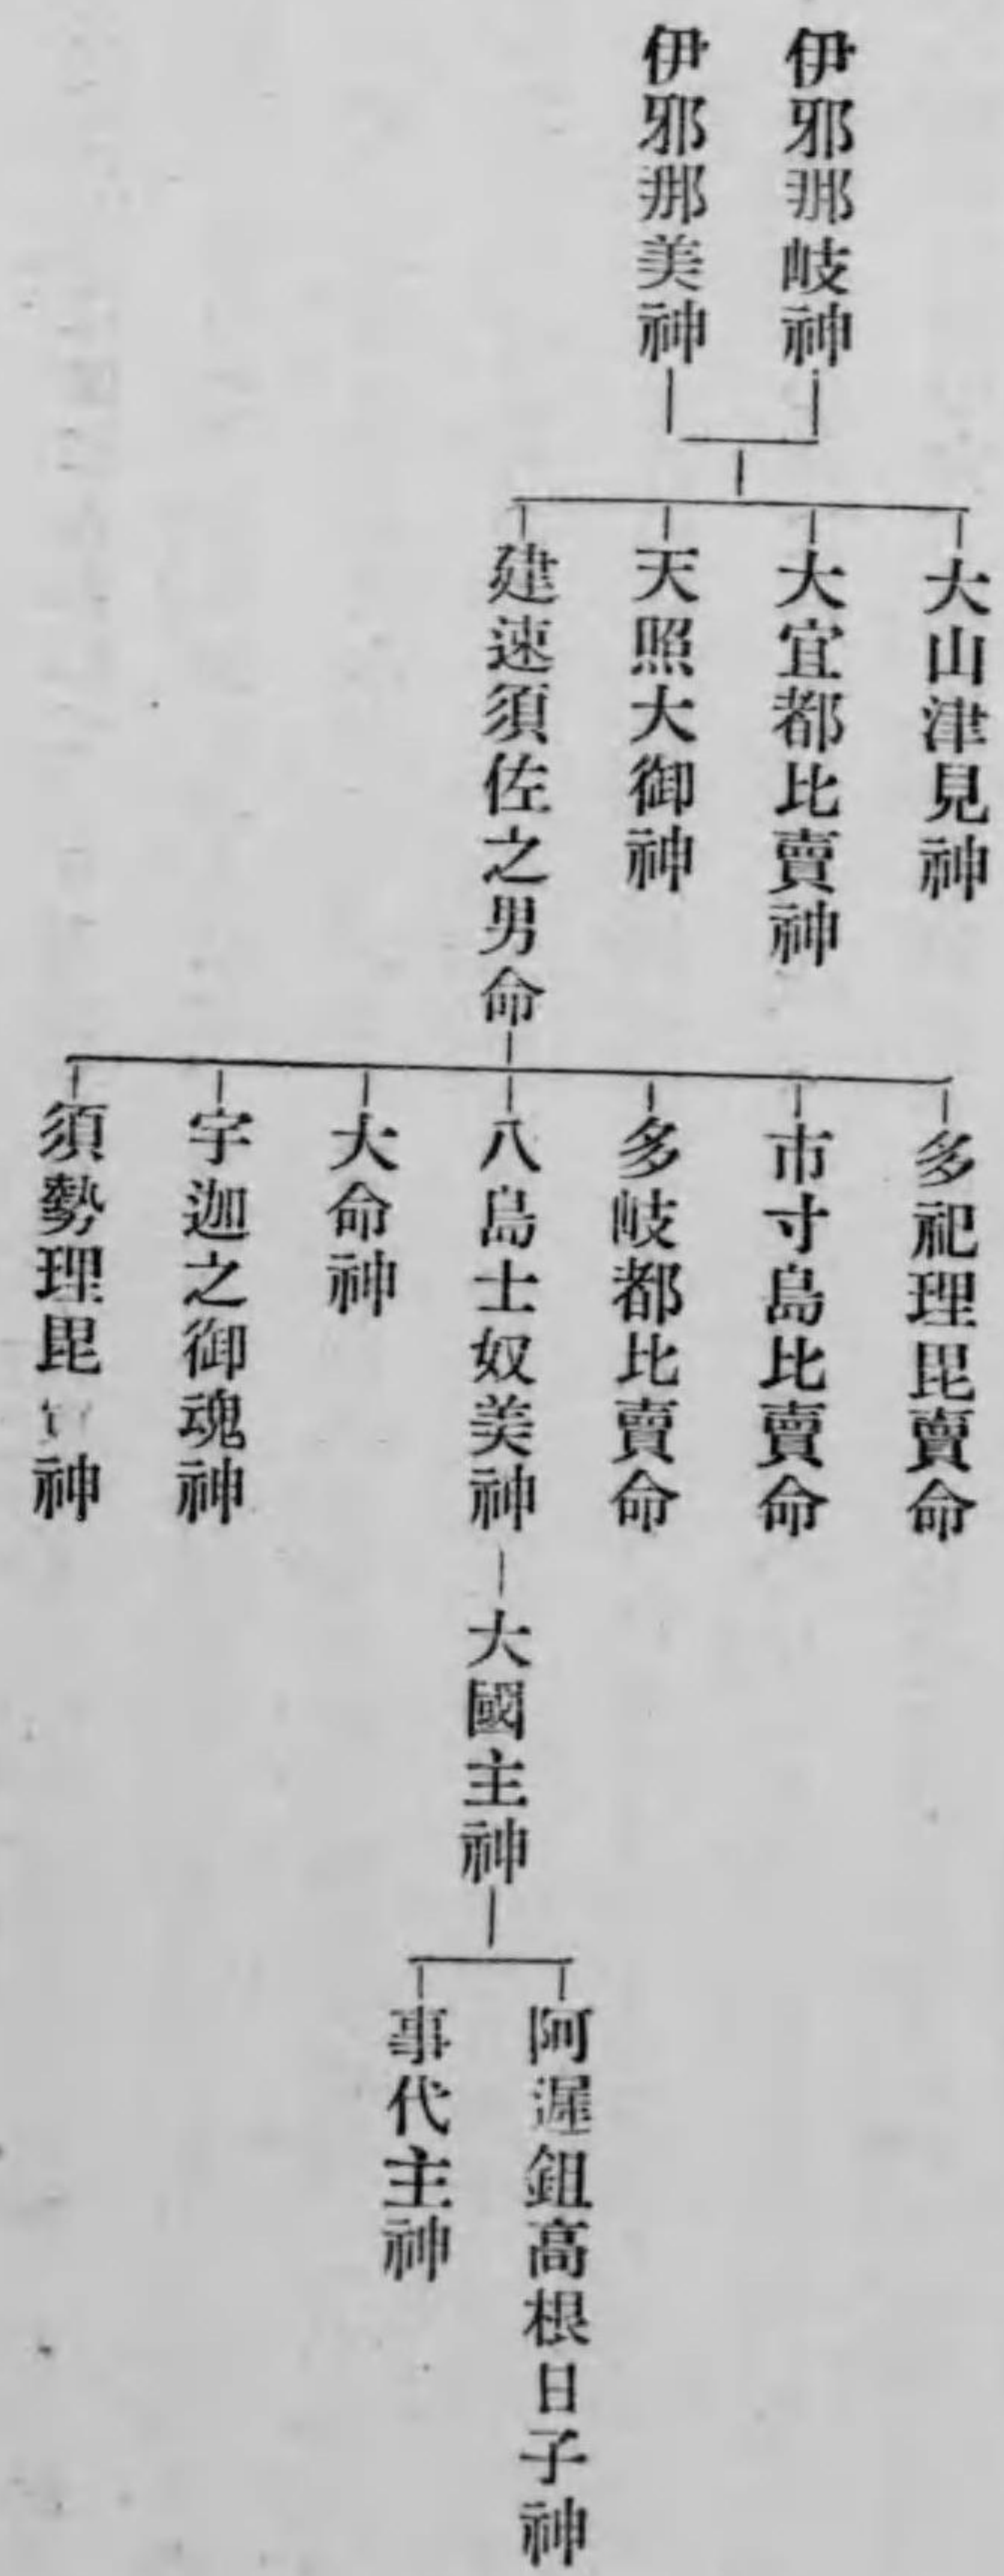 伊邪那岐神
伊邪那美神
大山津見神
大宜都比賣神
天照大御神
建速須佐之男命
多祀理毘賣命
市寸島比賣命
多岐都比賣命
八島士奴美神
大命神
宇迦之御魂神
須勢理毘神
大國主神
阿遲鉏高根日子神
事代主神